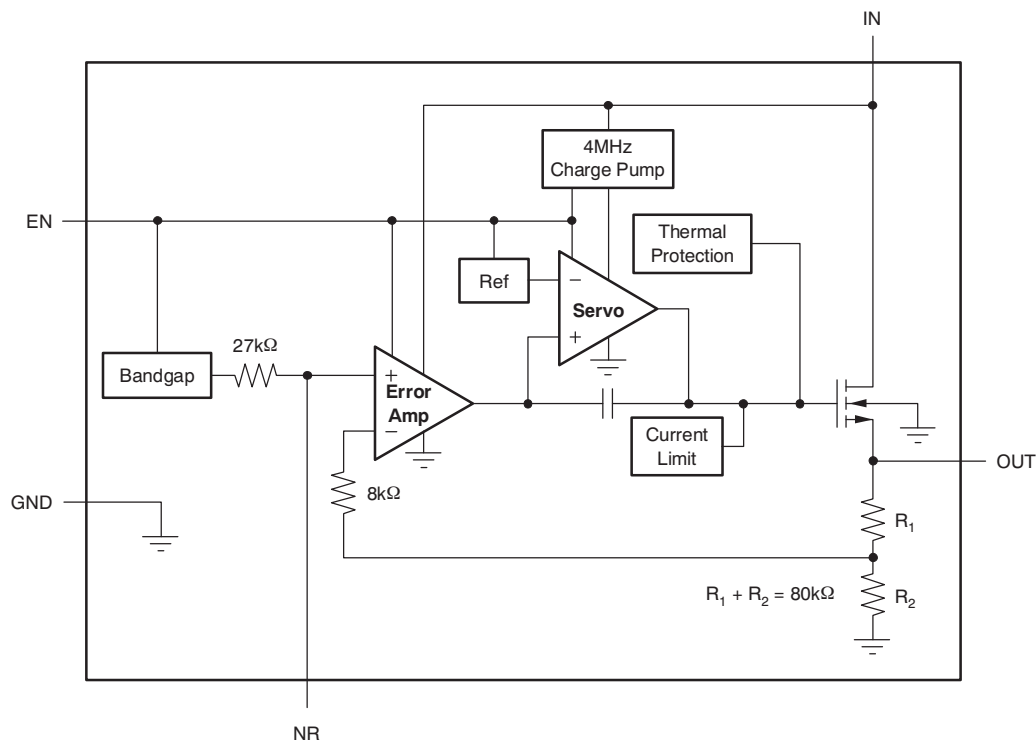 IN
4MHz
Charge Pump
EN
Thermal
Protection
Ref
−
Servo
+
27kΩ
Bandgap
+
Error
Amp
−
Current
Limit
OUT
8kΩ
GND
R₁
R₁ + R₂ = 80kΩ
R₂
NR